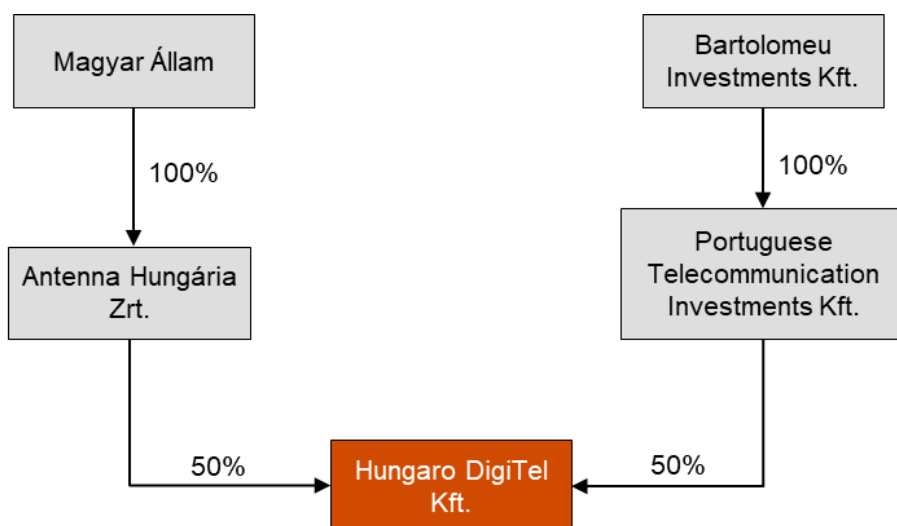 Magyar Állam
Bartolomeu
Investments Kft.
100%
100%
Antenna Hungária
Zrt.
Portuguese
Telecommunication
Investments Kft.
50%
Hungaro DigiTel
Kft.
50%